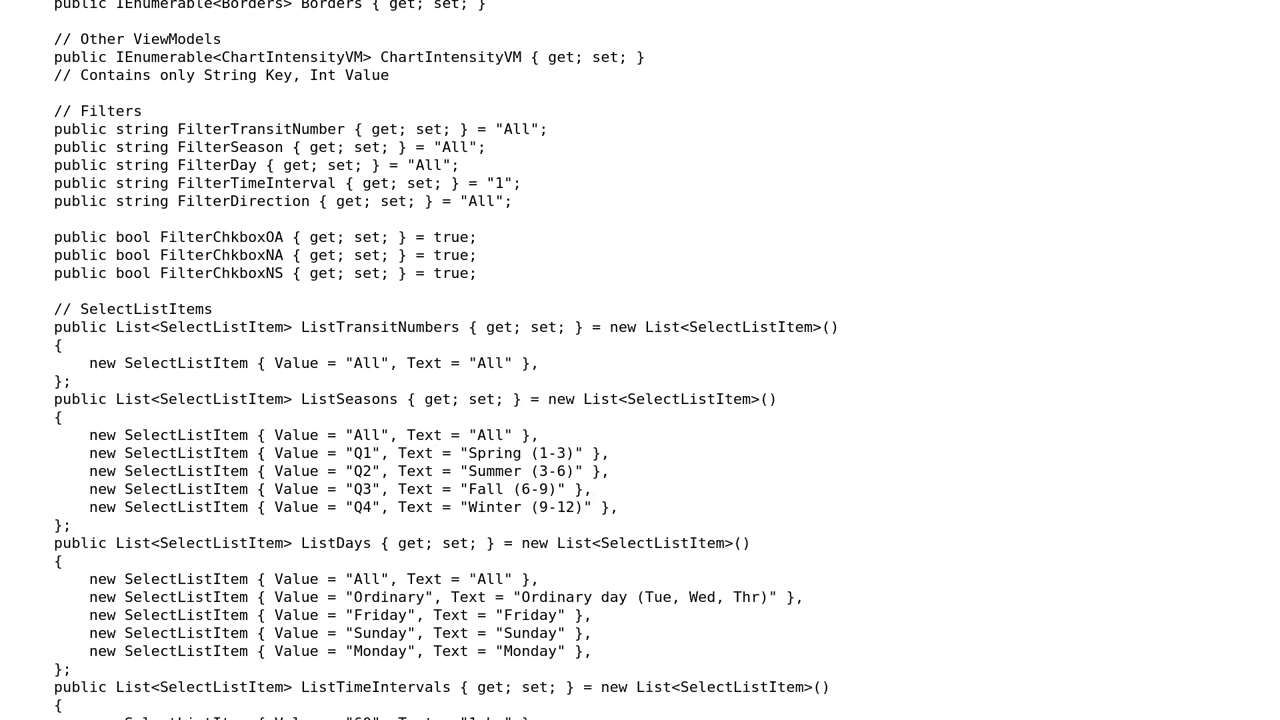 public IEnumerable<Borders> Borders { get; set; }
// Other ViewModels
public IEnumerable<ChartIntensityVM> ChartIntensityVM { get; set; }
// Contains only String Key, Int Value
// Filters
public string FilterTransitNumber { get; set; } = "All";
public string FilterSeason { get; set; } = "All";
public string FilterDay { get; set; } = "All";
public string FilterTimeInterval { get; set; } = "1";
public string FilterDirection { get; set; } = "All";
public bool FilterChkboxOA { get; set; } = true;
public bool FilterChkboxNA { get; set; } = true;
public bool FilterChkboxNS { get; set; } = true;
// SelectListItems
public List<SelectListItem> ListTransitNumbers { get; set; } = new List<SelectListItem>()
{
    new SelectListItem { Value = "All", Text = "All" },
};
public List<SelectListItem> ListSeasons { get; set; } = new List<SelectListItem>()
{
    new SelectListItem { Value = "All", Text = "All" },
    new SelectListItem { Value = "Q1", Text = "Spring (1-3)" },
    new SelectListItem { Value = "Q2", Text = "Summer (3-6)" },
    new SelectListItem { Value = "Q3", Text = "Fall (6-9)" },
    new SelectListItem { Value = "Q4", Text = "Winter (9-12)" },
};
public List<SelectListItem> ListDays { get; set; } = new List<SelectListItem>()
{
    new SelectListItem { Value = "All", Text = "All" },
    new SelectListItem { Value = "Ordinary", Text = "Ordinary day (Tue, Wed, Thr)" },
    new SelectListItem { Value = "Friday", Text = "Friday" },
    new SelectListItem { Value = "Sunday", Text = "Sunday" },
    new SelectListItem { Value = "Monday", Text = "Monday" },
};
public List<SelectListItem> ListTimeIntervals { get; set; } = new List<SelectListItem>()
{